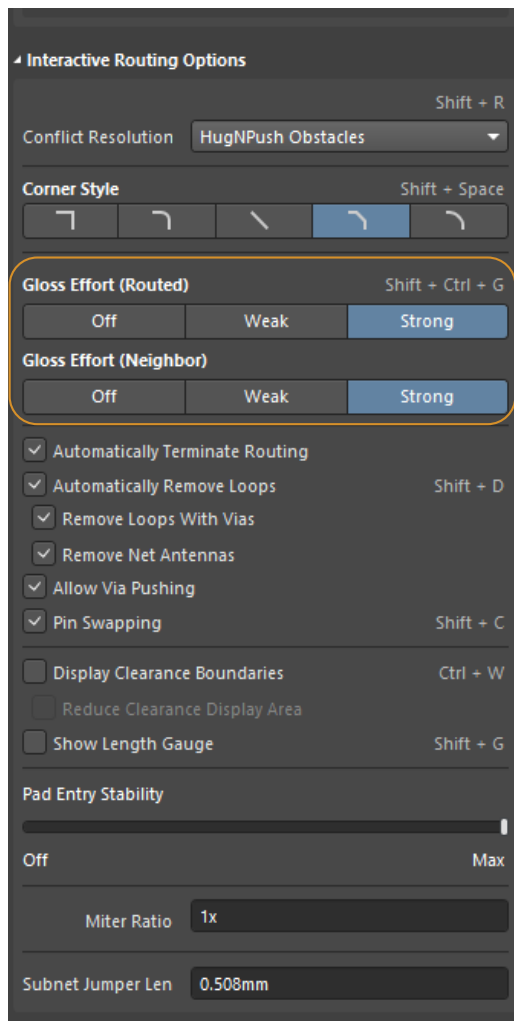 Interactive Routing Options
Shift + R
Conflict Resolution HugNPush Obstacles
Corner Style Shift + Space
Gloss Effort (Routed) Shift + Ctrl + G
Off Weak Strong
Gloss Effort (Neighbor)
Off Weak Strong
Automatically Terminate Routing
Automatically Remove Loops Shift + D
Remove Loops With Vias
Remove Net Antennas
Allow Via Pushing
Pin Swapping Shift + C
Display Clearance Boundaries Ctrl + W
Reduce Clearance Display Area
Show Length Gauge Shift + G
Pad Entry Stability
Off Max
Miter Ratio 1x
Subnet Jumper Len 0.508mm